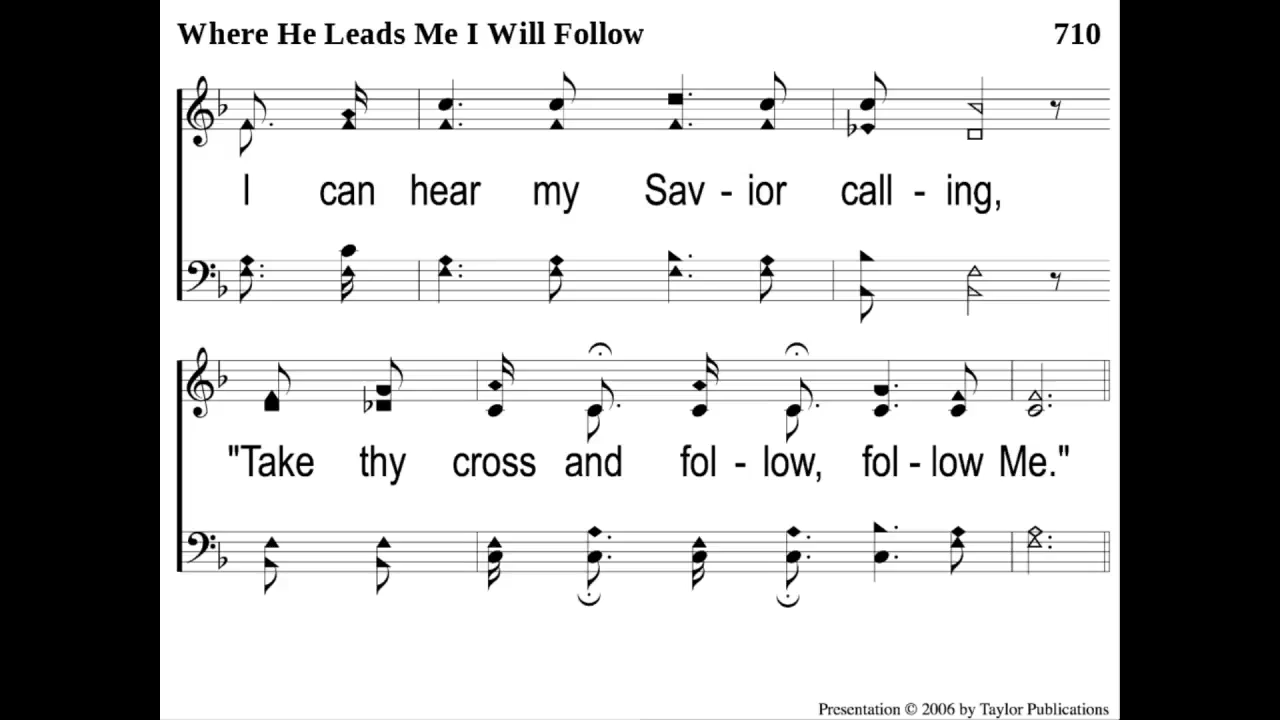 Where He Leads Me I Will Follow 710
I can hear my Sav - ior call - ing,
"Take thy cross and fol - low, fol - low Me."
Presentation © 2006 by Taylor Publications